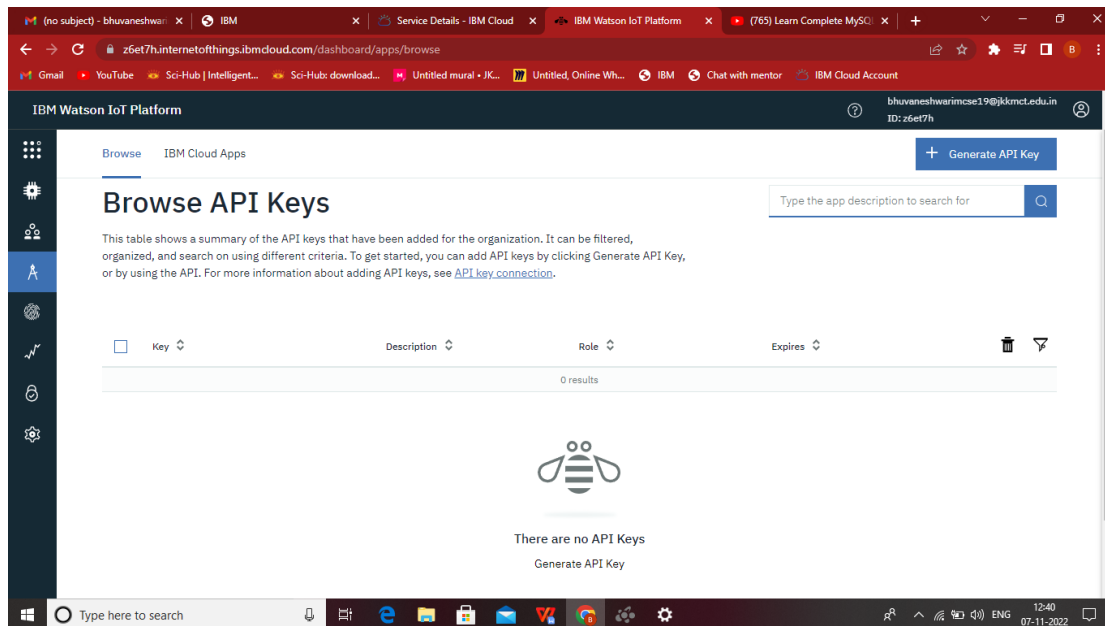 (no subject) - bhuvaneshwari
IBM
Service Details - IBM Cloud
IBM Watson IoT Platform
(765) Learn Complete MySQL
z6et7h.internetofthings.ibmcloud.com/dashboard/apps/browse
B
Gmail
YouTube
Sci-Hub | Intelligent...
Sci-Hub: download...
Untitled mural • JK...
Untitled, Online Wh...
IBM
Chat with mentor
IBM Cloud Account
IBM Watson IoT Platform
bhuvaneshwarimcse19@jkkmct.edu.in
ID: z6et7h
Browse
IBM Cloud Apps
+ Generate API Key
Browse API Keys
Type the app description to search for
This table shows a summary of the API keys that have been added for the organization. It can be filtered,
organized, and search on using different criteria. To get started, you can add API keys by clicking Generate API Key,
or by using the API. For more information about adding API keys, see API key connection.
Key
Description
Role
Expires
0 results
There are no API Keys
Generate API Key
Type here to search
ENG
12:40
07-11-2022